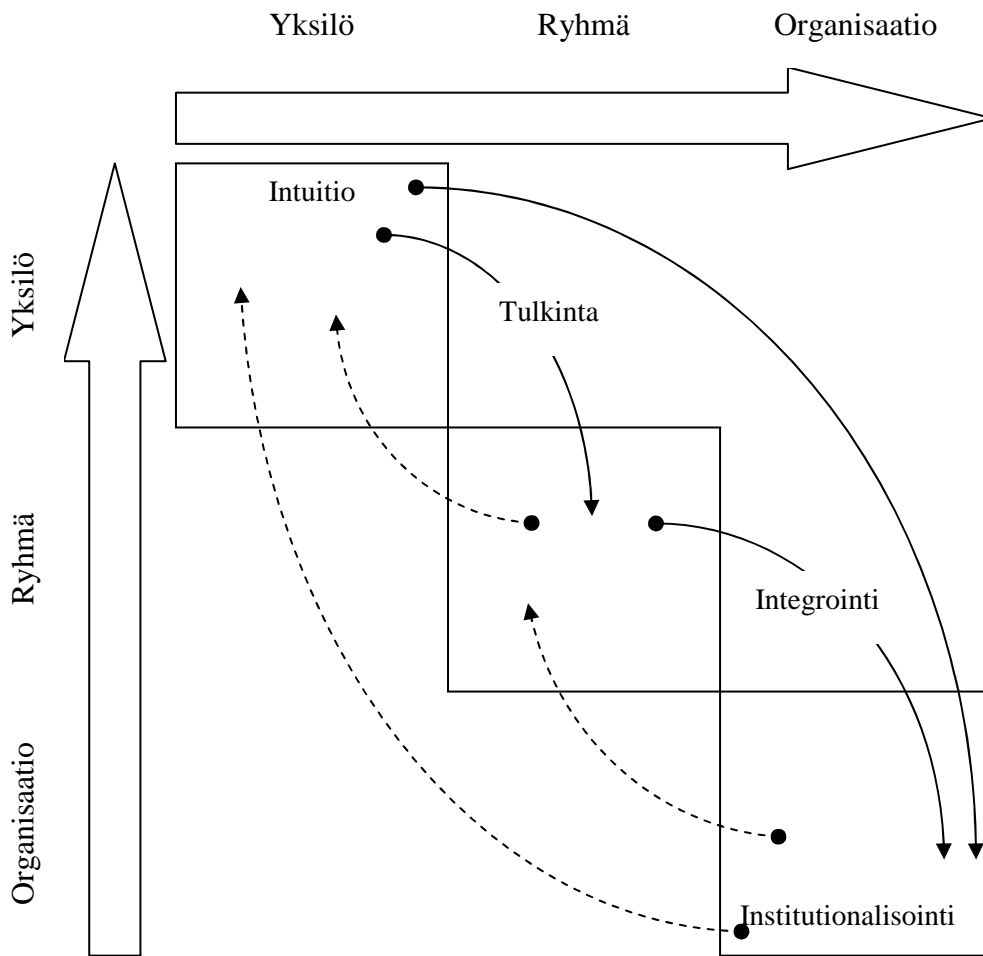 Yksilö
Ryhmä
Organisaatio
Intuitio
Yksilö
Tulkinta
Ryhmä
Integrointi
Organisaatio
Institutionalisointi